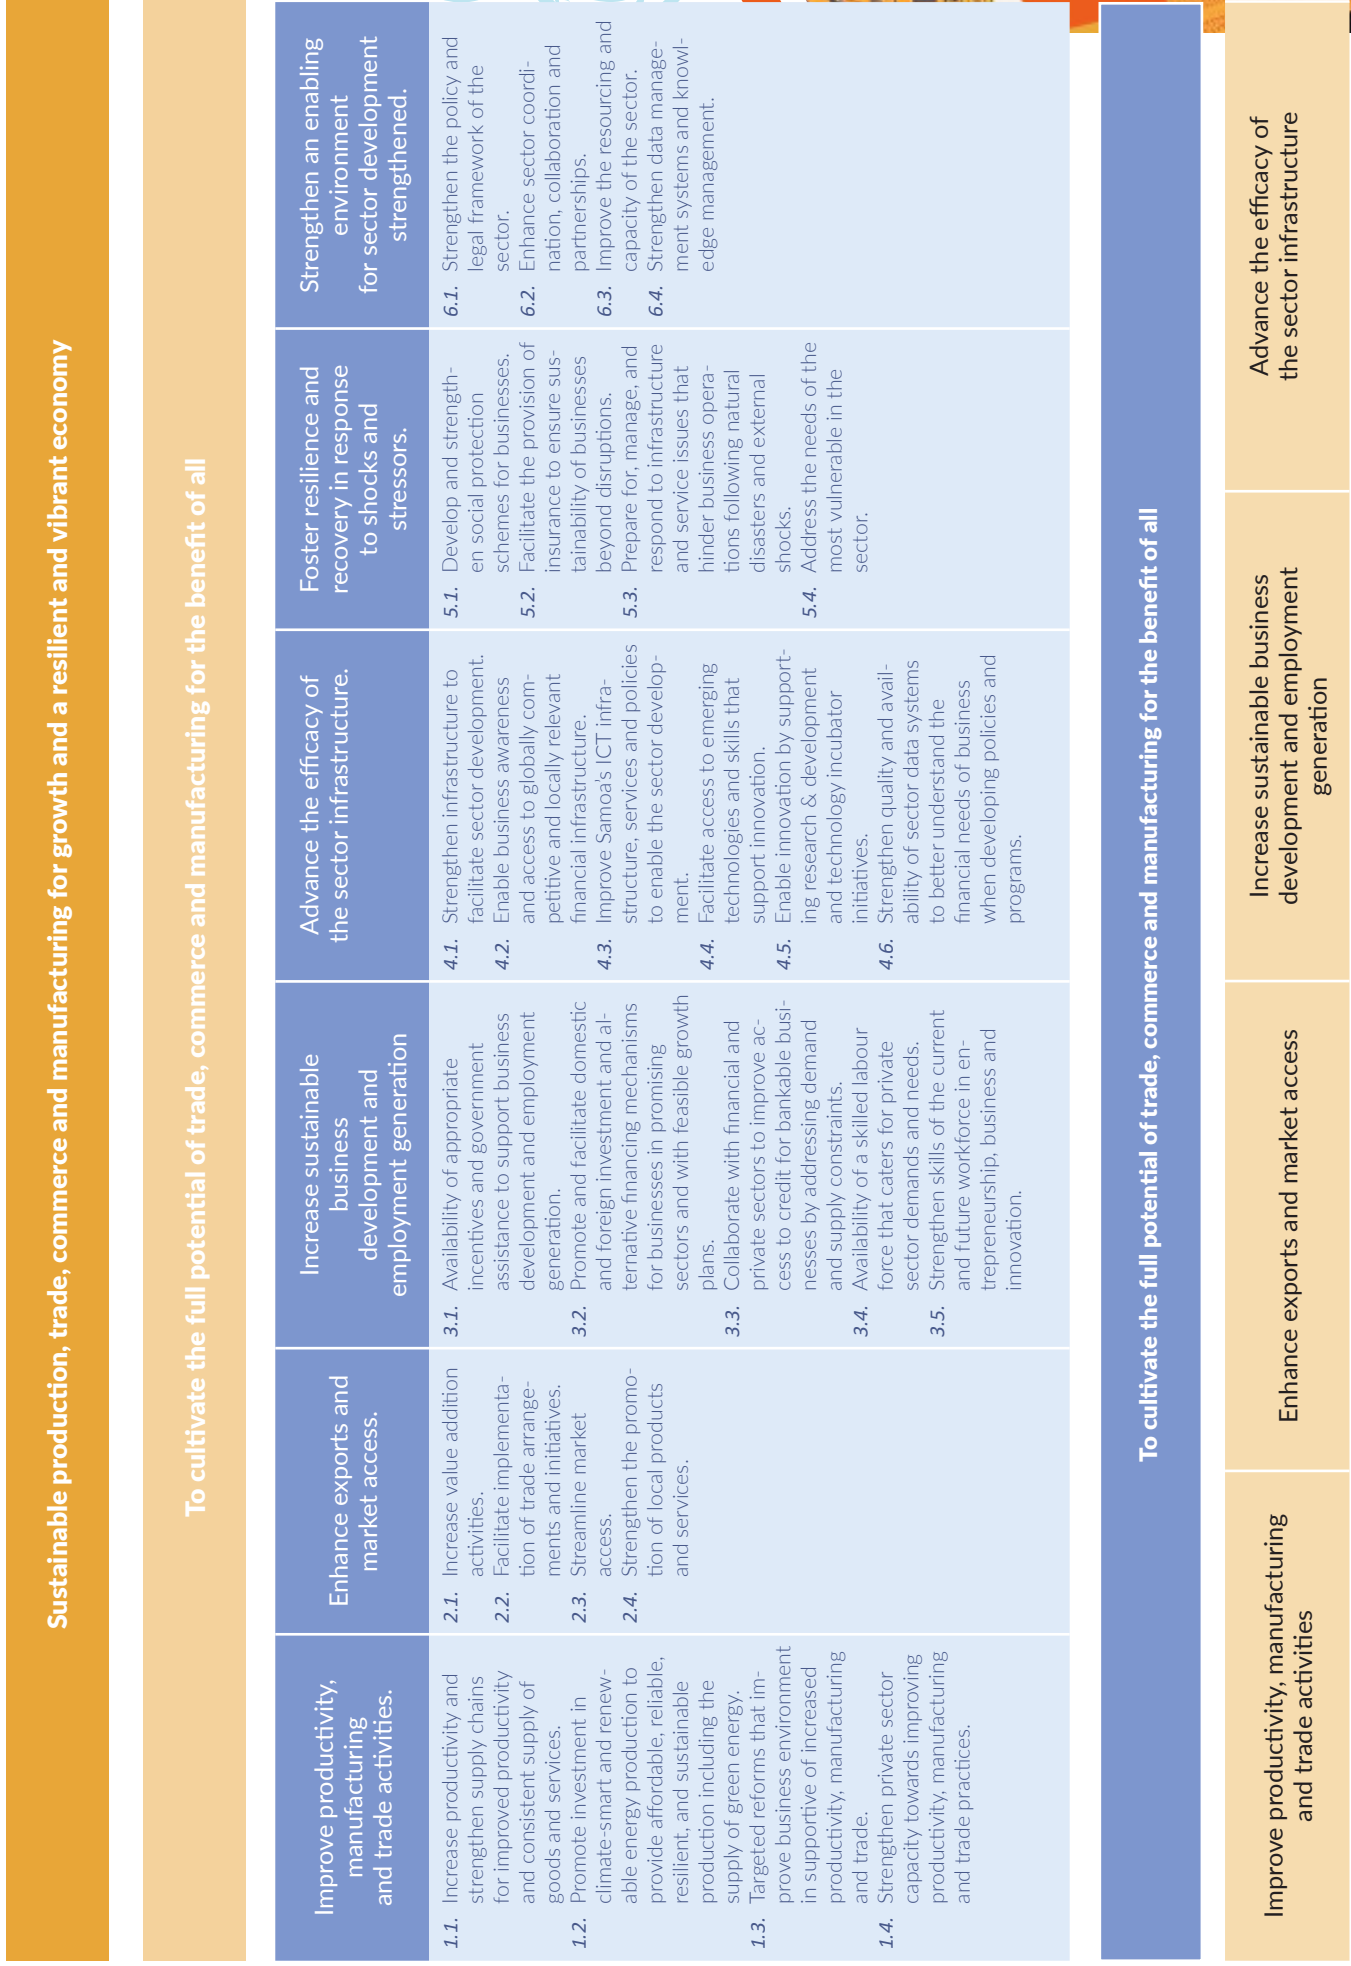 Sustainable production, trade, commerce and manufacturing for growth and a resilient and vibrant economy
To cultivate the full potential of trade, commerce and manufacturing for the benefit of all
Improve productivity,
manufacturing
and trade activities.
1.1. Increase productivity and
strengthen supply chains
for improved productivity
and consistent supply of
goods and services.
1.2. Promote investment in
climate-smart and renew-
able energy production to
provide affordable, reliable,
resilient, and sustainable
production including the
supply of green energy.
1.3. Targeted reforms that im-
prove business environment
in supportive of increased
productivity, manufacturing
and trade.
1.4. Strengthen private sector
capacity towards improving
productivity, manufacturing
and trade practices.
Enhance exports and
market access.
2.1. Increase value addition
activities.
2.2. Facilitate implementa-
tion of trade arrange-
ments and initiatives.
2.3. Streamline market
access.
2.4. Strengthen the promo-
tion of local products
and services.
Increase sustainable
business
development and
employment generation
3.1. Availability of appropriate
incentives and government
assistance to support business
development and employment
generation.
3.2. Promote and facilitate domestic
and foreign investment and al-
ternative financing mechanisms
for businesses in promising
sectors and with feasible growth
plans.
3.3. Collaborate with financial and
private sectors to improve ac-
cess to credit for bankable busi-
nesses by addressing demand
and supply constraints.
3.4. Availability of a skilled labour
force that caters for private
sector demands and needs.
3.5. Strengthen skills of the current
and future workforce in en-
trepreneurship, business and
innovation.
Advance the efficacy of
the sector infrastructure.
4.1. Strengthen infrastructure to
facilitate sector development.
4.2. Enable business awareness
and access to globally com-
petitive and locally relevant
financial infrastructure.
4.3. Improve Samoa's ICT infra-
structure, services and policies
to enable the sector develop-
ment.
4.4. Facilitate access to emerging
technologies and skills that
support innovation.
4.5. Enable innovation by support-
ing research & development
and technology incubator
initiatives.
4.6. Strengthen quality and avail-
ability of sector data systems
to better understand the
financial needs of business
when developing policies and
programs.
Foster resilience and
recovery in response
to shocks and
stressors.
5.1. Develop and strength-
en social protection
schemes for businesses.
5.2. Facilitate the provision of
insurance to ensure sus-
tainability of businesses
beyond disruptions.
5.3. Prepare for, manage, and
respond to infrastructure
and service issues that
hinder business opera-
tions following natural
disasters and external
shocks.
5.4. Address the needs of the
most vulnerable in the
sector.
Strengthen an enabling
environment
for sector development
strengthened.
6.1. Strengthen the policy and
legal framework of the
sector.
6.2. Enhance sector coordi-
nation, collaboration and
partnerships.
6.3. Improve the resourcing and
capacity of the sector.
6.4. Strengthen data manage-
ment systems and knowl-
edge management.
To cultivate the full potential of trade, commerce and manufacturing for the benefit of all
Improve productivity, manufacturing
and trade activities
Enhance exports and market access
Increase sustainable business
development and employment
generation
Advance the efficacy of
the sector infrastructure